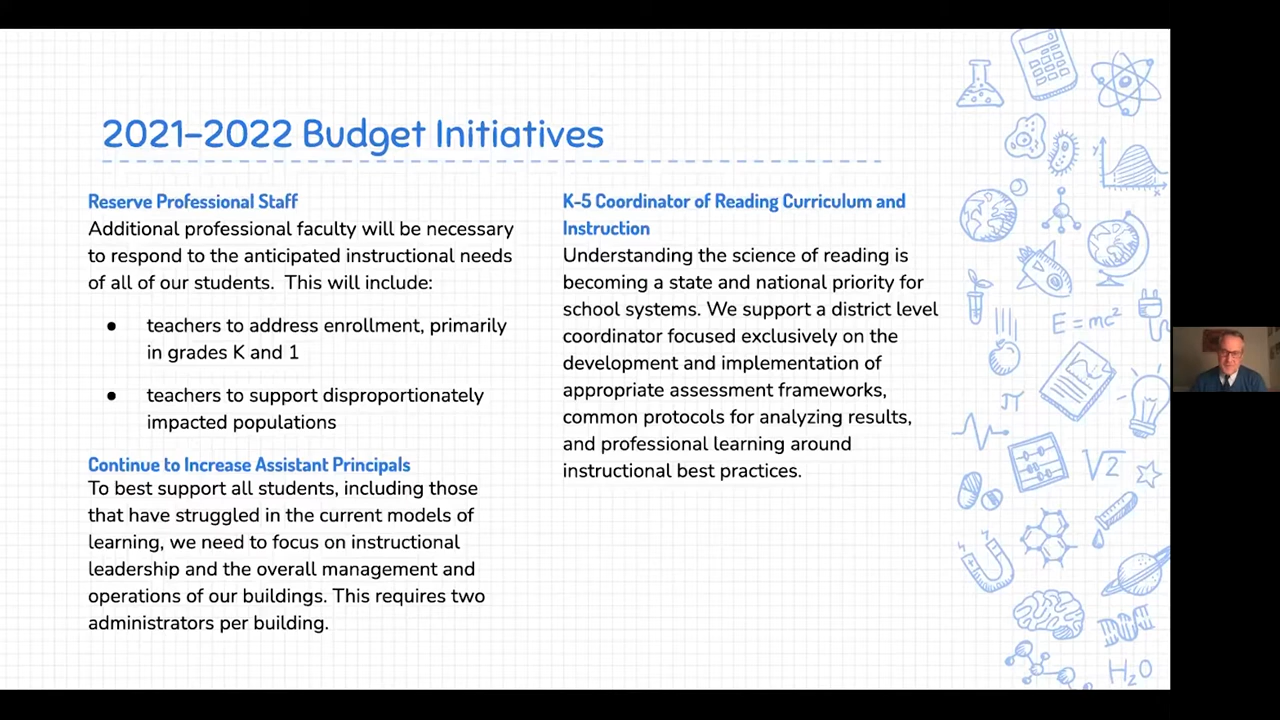 2021–2022 Budget Initiatives
Reserve Professional Staff
Additional professional faculty will be necessary
to respond to the anticipated instructional needs
of all of our students.  This will include:
● teachers to address enrollment, primarily
in grades K and 1
● teachers to support disproportionately
impacted populations
Continue to Increase Assistant Principals
To best support all students, including those
that have struggled in the current models of
learning, we need to focus on instructional
leadership and the overall management and
operations of our buildings. This requires two
administrators per building.
K-5 Coordinator of Reading Curriculum and
Instruction
Understanding the science of reading is
becoming a state and national priority for
school systems. We support a district level
coordinator focused exclusively on the
development and implementation of
appropriate assessment frameworks,
common protocols for analyzing results,
and professional learning around
instructional best practices.
Y
X
E=mc²
π
√2
H₂O